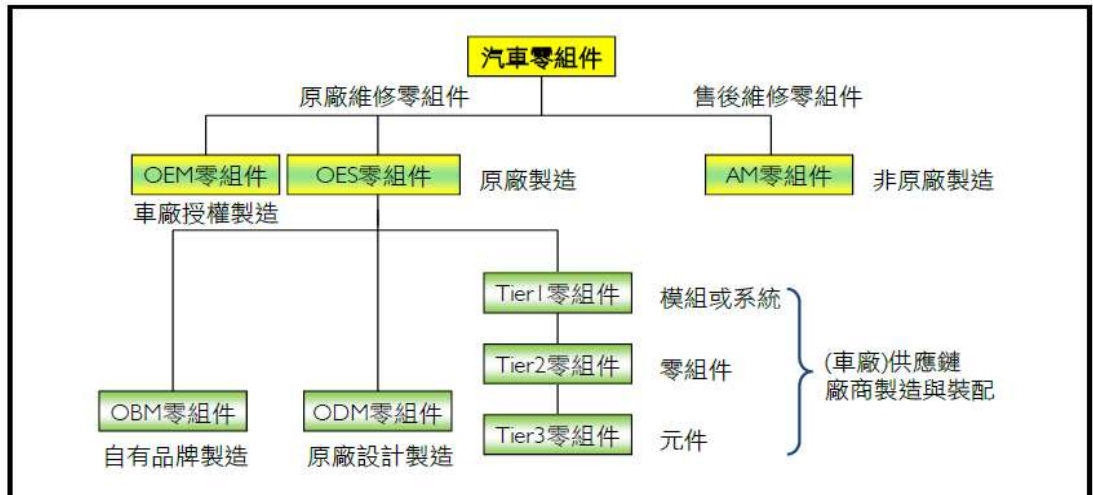 汽車零組件
原廠維修零組件
售後維修零組件
OEM零組件
OES零組件
原廠製造
AM零組件
非原廠製造
車廠授權製造
Tier1零組件
模組或系統
Tier2零組件
零組件
(車廠)供應鏈
廠商製造與裝配
OBM零組件
ODM零組件
Tier3零組件
元件
自有品牌製造
原廠設計製造